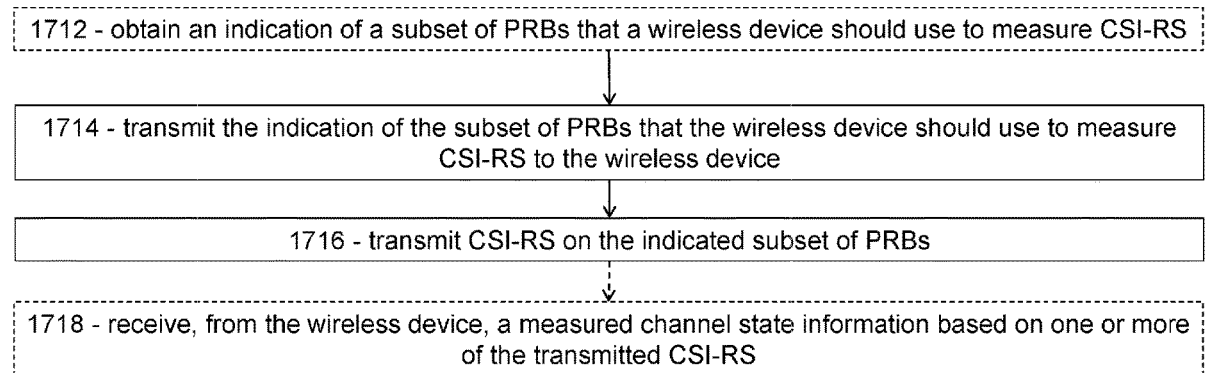 1712 - obtain an indication of a subset of PRBs that a wireless device should use to measure CSI-RS
1714 - transmit the indication of the subset of PRBs that the wireless device should use to measure
CSI-RS to the wireless device
1716 - transmit CSI-RS on the indicated subset of PRBs
1718 - receive, from the wireless device, a measured channel state information based on one or more
of the transmitted CSI-RS